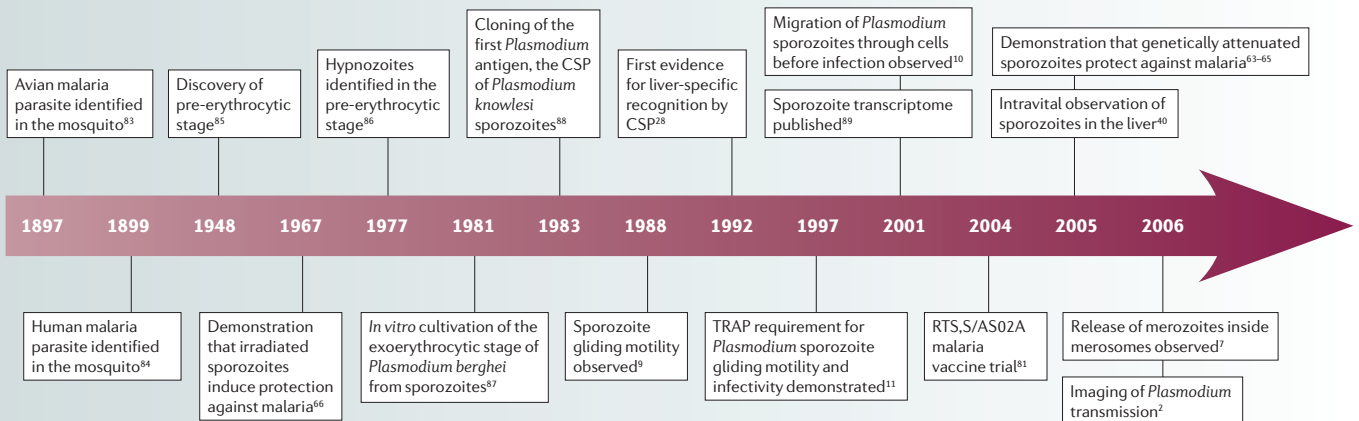 Avian malaria
parasite identified
in the mosquito⁸³
Discovery of
pre-erythrocytic
stage⁸⁵
Hypnozoites
identified in the
pre-erythrocytic
stage⁸⁶
Cloning of the
first Plasmodium
antigen, the CSP
of Plasmodium
knowlesi
sporozoites⁸⁸
First evidence
for liver-specific
recognition by
CSP²⁸
Migration of Plasmodium
sporozoites through cells
before infection observed¹⁰
Sporozoite transcriptome
published⁸⁹
Demonstration that genetically attenuated
sporozoites protect against malaria⁶³⁻⁶⁵
Intravital observation of
sporozoites in the liver⁴⁰
1897 1899 1948 1967 1977 1981 1983 1988 1992 1997 2001 2004 2005 2006
Human malaria
parasite identified
in the mosquito⁸⁴
Demonstration
that irradiated
sporozoites
induce protection
against malaria⁶⁶
In vitro cultivation of the
exoerythrocytic stage of
Plasmodium berghei
from sporozoites⁸⁷
Sporozoite
gliding motility
observed⁹
TRAP requirement for
Plasmodium sporozoite
gliding motility and
infectivity demonstrated¹¹
RTS,S/AS02A
malaria
vaccine trial⁸¹
Release of merozoites inside
merosomes observed⁷
Imaging of Plasmodium
transmission²